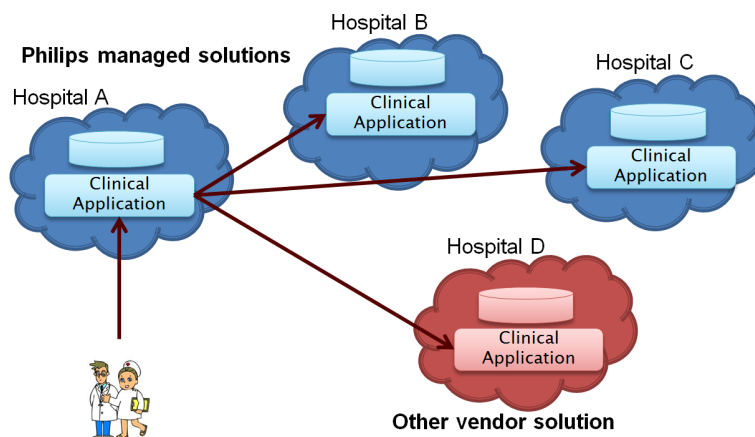 Hospital B
Philips managed solutions
Hospital C
Hospital A
Clinical
Application
Clinical
Application
Clinical
Application
Hospital D
Clinical
Application
Other vendor solution